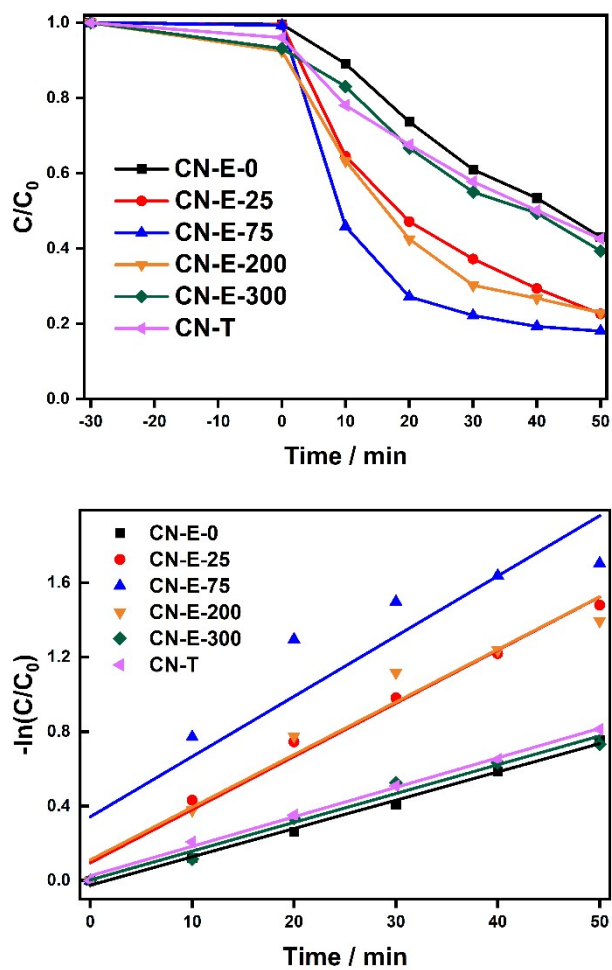 1.0
0.8
0.6
0.4
0.2
0.0
C/C₀
CN-E-0
CN-E-25
CN-E-75
CN-E-200
CN-E-300
CN-T
-30 -20 -10 0 10 20 30 40 50
Time / min
1.6
1.2
0.8
0.4
0.0
-ln(C/C₀)
CN-E-0
CN-E-25
CN-E-75
CN-E-200
CN-E-300
CN-T
0 10 20 30 40 50
Time / min